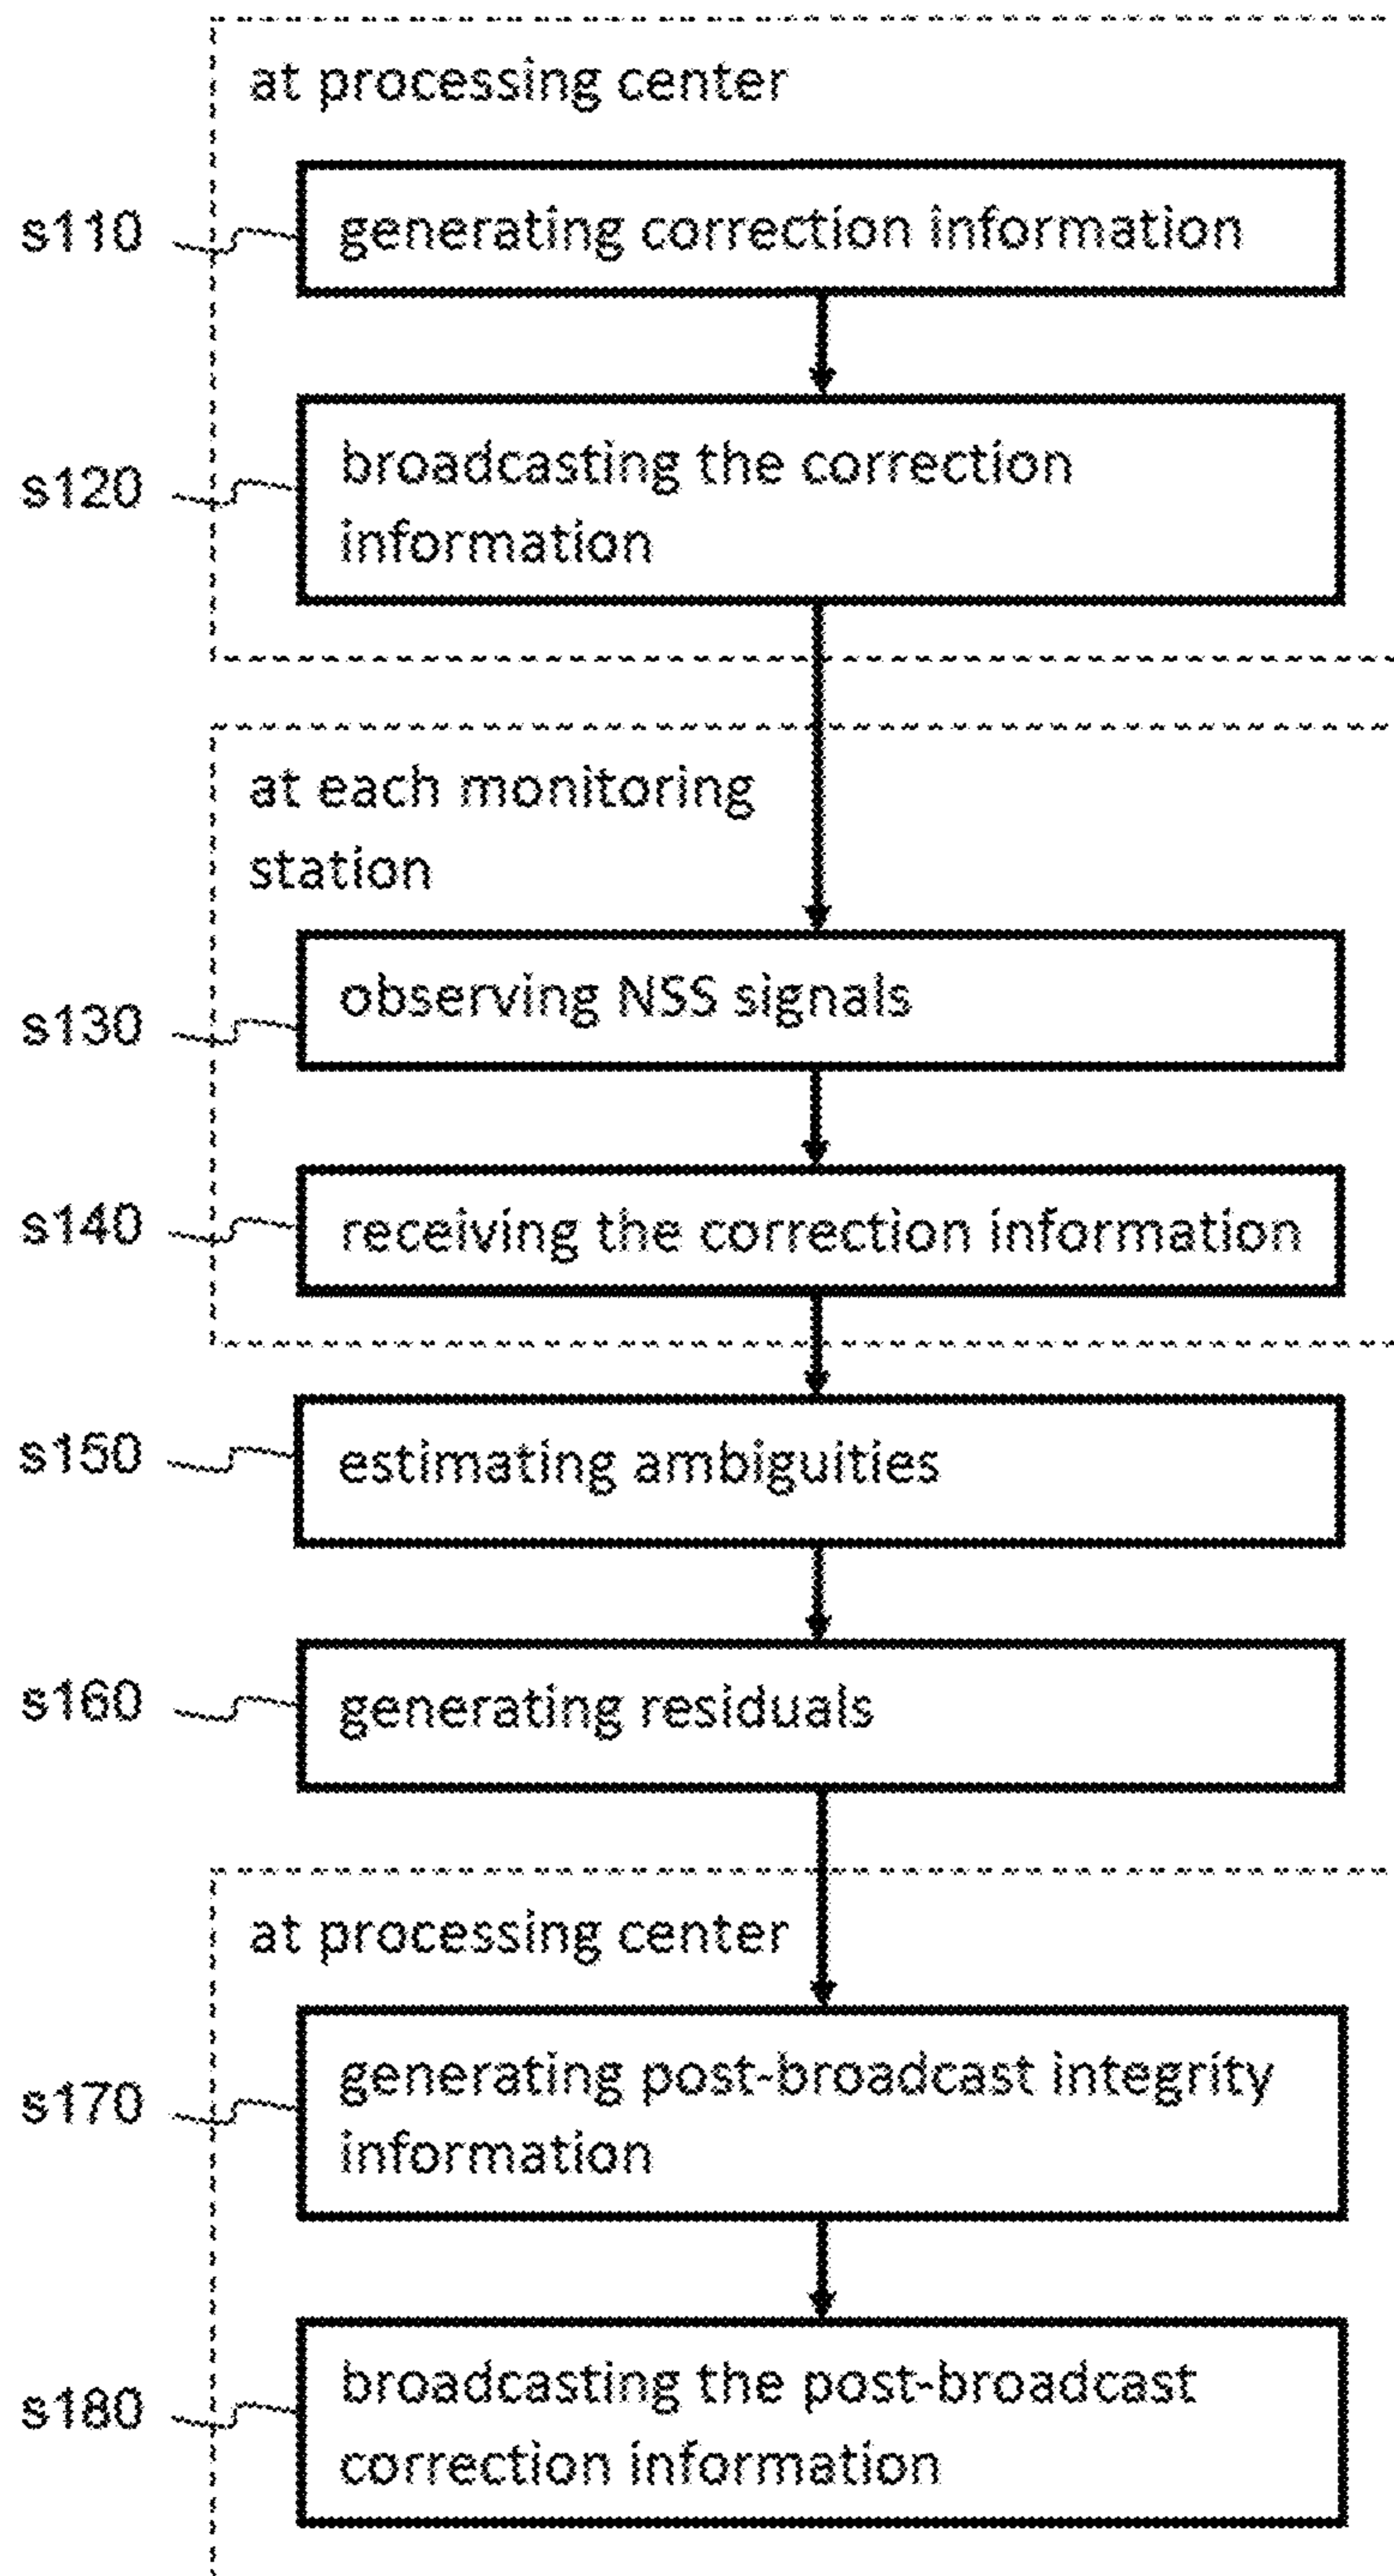 at processing center
s110
generating correction information
s120
broadcasting the correction
information
at each monitoring
station
s130
observing NSS signals
s140
receiving the correction information
s150
estimating ambiguities
s160
generating residuals
at processing center
s170
generating post-broadcast integrity
information
s180
broadcasting the post-broadcast
correction information